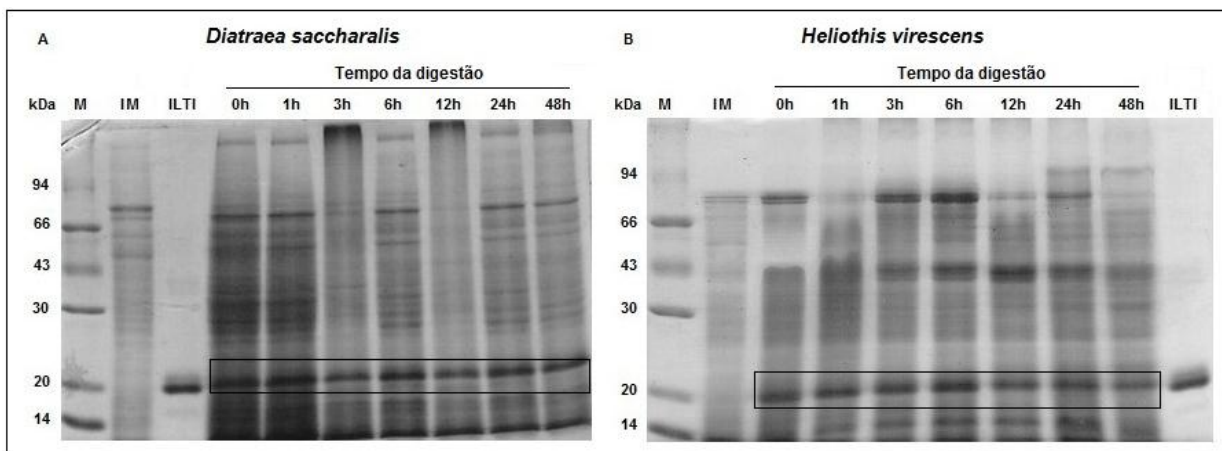 A Diatraea saccharalis
Tempo da digestão
kDa M IM ILTI 0h 1h 3h 6h 12h 24h 48h
94
66
43
30
20
14
B Heliothis virescens
Tempo da digestão
kDa M IM 0h 1h 3h 6h 12h 24h 48h ILTI
94
66
43
30
20
14